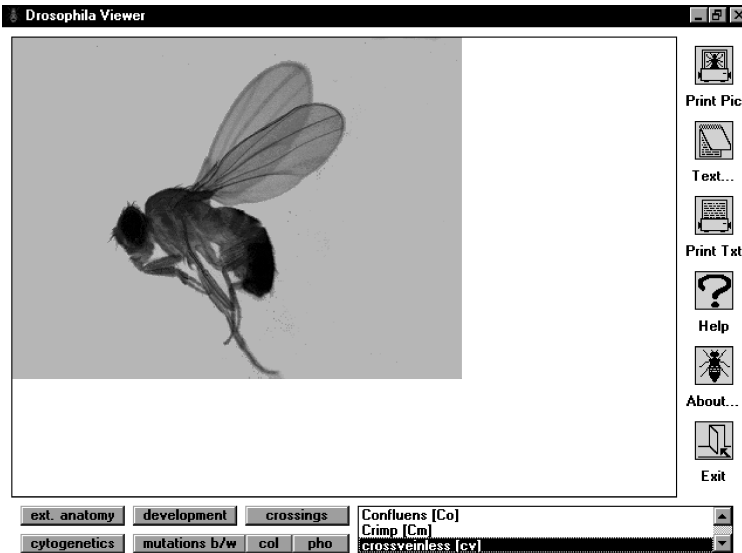 Drosophila Viewer
Print Pic
Text...
Print Txt
Help
About...
Exit
ext. anatomy development crossings
cytogenetics mutations b/w col pho
Confluens [Co]
Crimp [Cm]
crossveinless [cv]